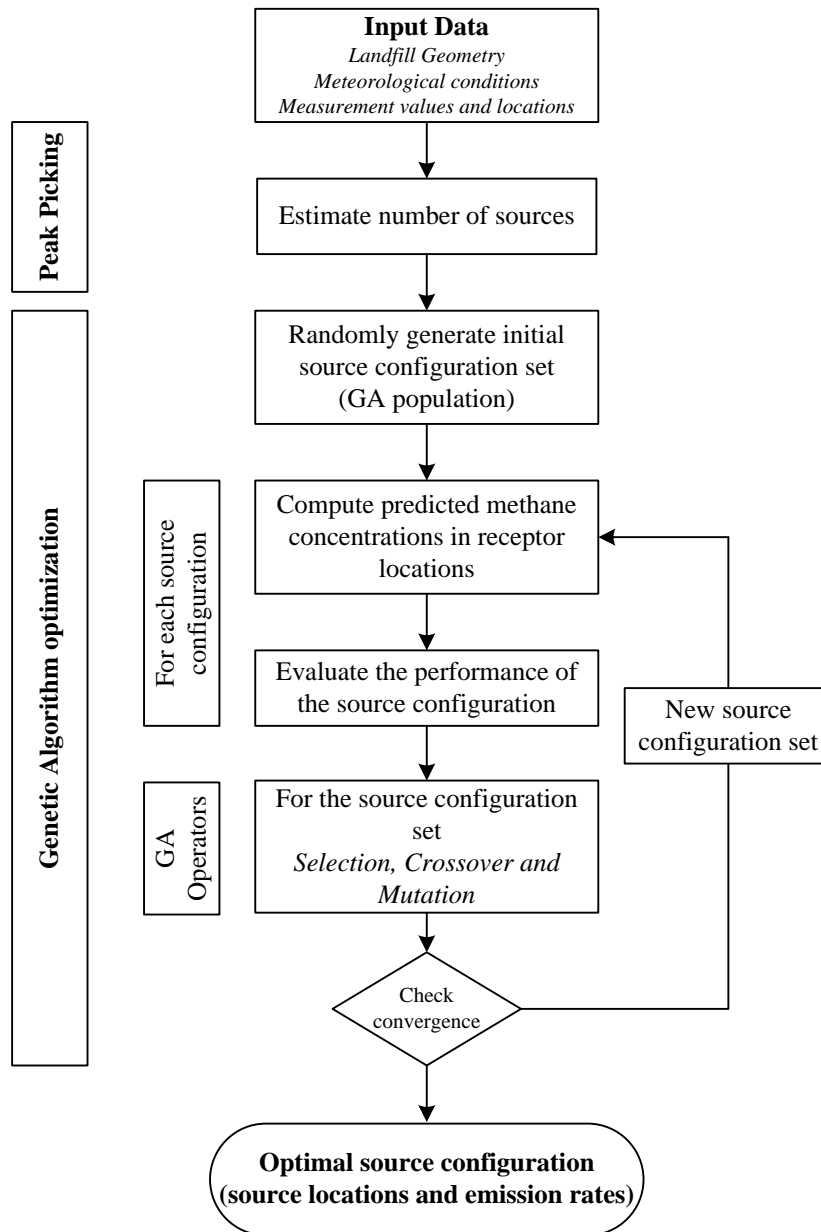 Input Data
Landfill Geometry
Meteorological conditions
Measurement values and locations
Peak Picking
Estimate number of sources
Genetic Algorithm optimization
Randomly generate initial
source configuration set
(GA population)
For each source
configuration
Compute predicted methane
concentrations in receptor
locations
Evaluate the performance of
the source configuration
New source
configuration set
GA
Operators
For the source configuration
set
Selection, Crossover and
Mutation
Check
convergence
Optimal source configuration
(source locations and emission rates)